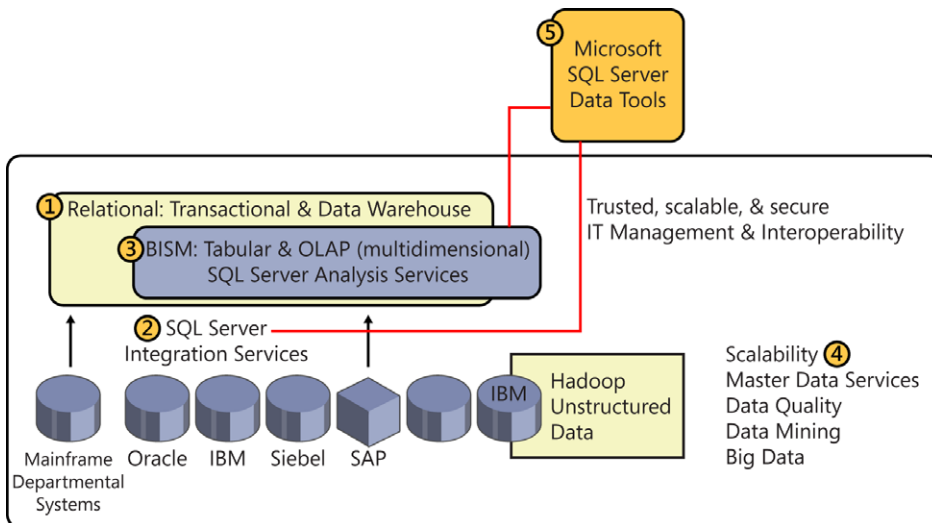 5
Microsoft
SQL Server
Data Tools
1 Relational: Transactional & Data Warehouse
3 BISM: Tabular & OLAP (multidimensional)
SQL Server Analysis Services
Trusted, scalable, & secure
IT Management & Interoperability
2 SQL Server
Integration Services
Mainframe
Departmental
Systems
Oracle
IBM
Siebel
SAP
IBM
Hadoop
Unstructured
Data
Scalability 4
Master Data Services
Data Quality
Data Mining
Big Data